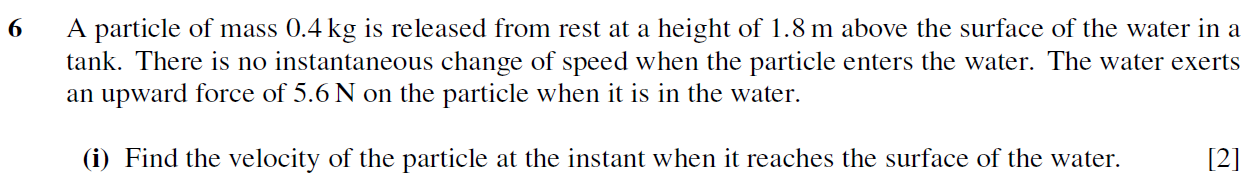 6 A particle of mass 0.4 kg is released from rest at a height of 1.8 m above the surface of the water in a
tank. There is no instantaneous change of speed when the particle enters the water. The water exerts
an upward force of 5.6 N on the particle when it is in the water.
(i) Find the velocity of the particle at the instant when it reaches the surface of the water. [2]